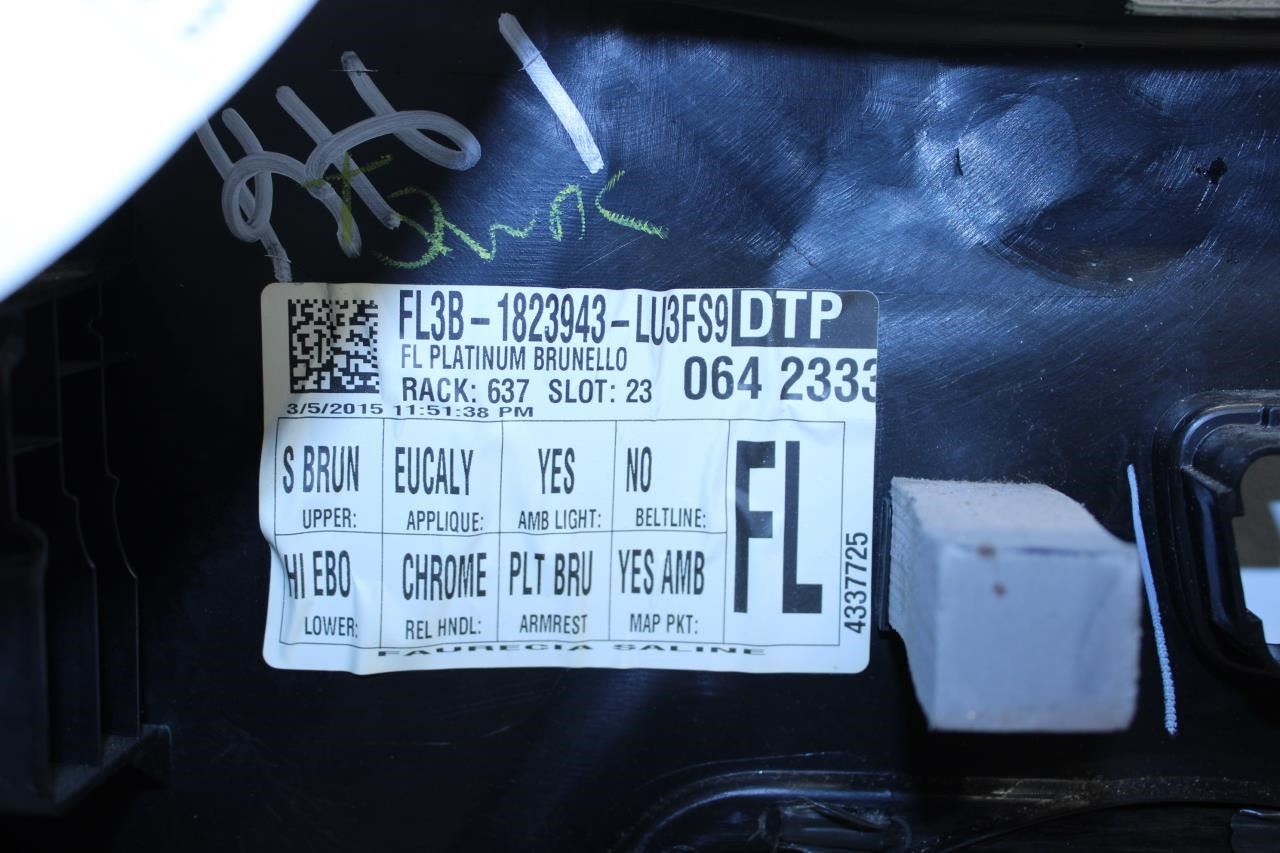 FL3B-1823943-LU3FS9 DTP
FL PLATINUM BRUNELLO
RACK: 637 SLOT: 23 064 2333
3/5/2015 11:51:38 PM
S BRUN EUCALY YES NO
UPPER: APPLIQUE: AMB LIGHT: BELTLINE:
FL
HI EBO CHROME PLT BRU YES AMB
LOWER: REL HNDL: ARMREST MAP PKT:
4337725
FAURECIA SALINE